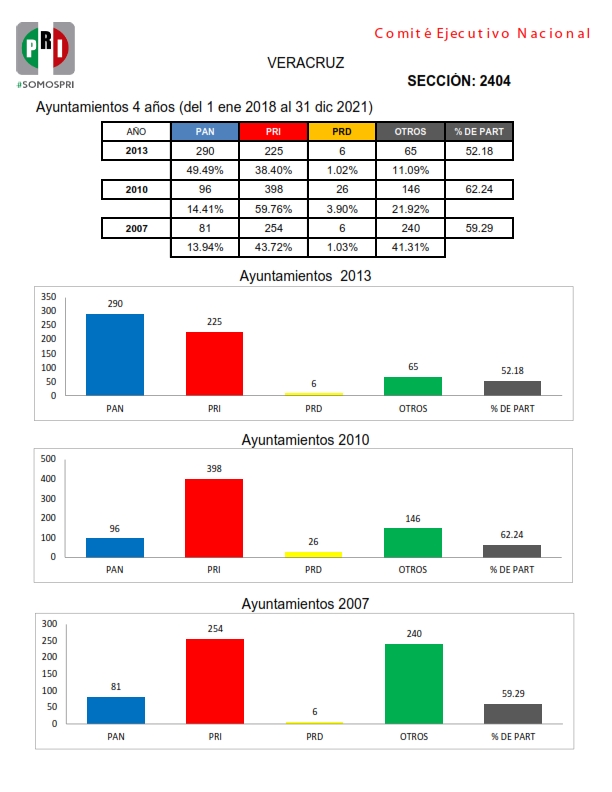 Comité Ejecutivo Nacional
PRI
#SOMOSPRI
VERACRUZ
SECCIÓN: 2404
Ayuntamientos 4 años (del 1 ene 2018 al 31 dic 2021)
AÑO PAN PRI PRD OTROS % DE PART
2013 290 225 6 65 52.18
49.49% 38.40% 1.02% 11.09%
2010 96 398 26 146 62.24
14.41% 59.76% 3.90% 21.92%
2007 81 254 6 240 59.29
13.94% 43.72% 1.03% 41.31%
Ayuntamientos 2013
350
300
250
200
150
100
50
0
290 225 6 65 52.18
PAN PRI PRD OTROS % DE PART
Ayuntamientos 2010
500
400
300
200
100
0
96 398 26 146 62.24
PAN PRI PRD OTROS % DE PART
Ayuntamientos 2007
300
250
200
150
100
50
0
81 254 6 240 59.29
PAN PRI PRD OTROS % DE PART